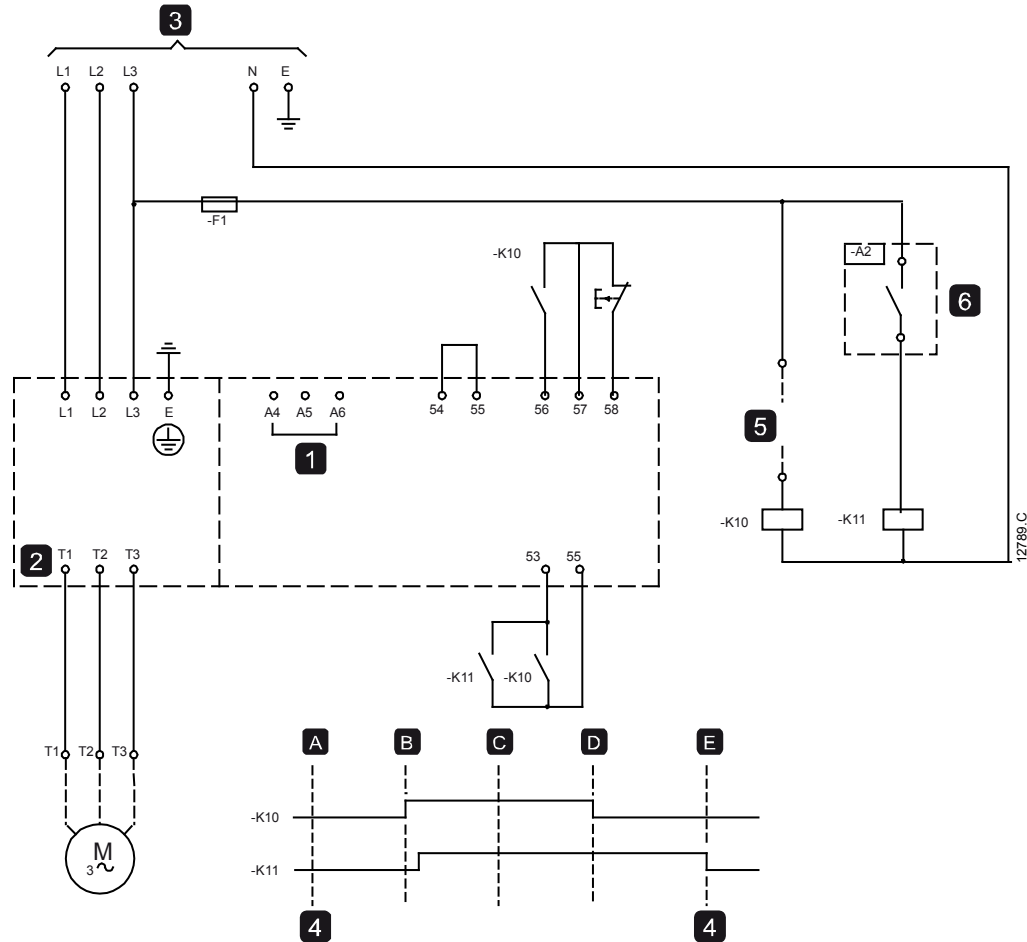 3
L1 L2 L3 N E
-F1
-K10
-A2
6
L1 L2 L3 E A4 A5 A6 54 55 56 57 58
1
5
-K10 -K11
12789.C
2 T1 T2 T3 53 55
-K11 -K10
T1 T2 T3
A B C D E
-K10
M
3
-K11
4 4